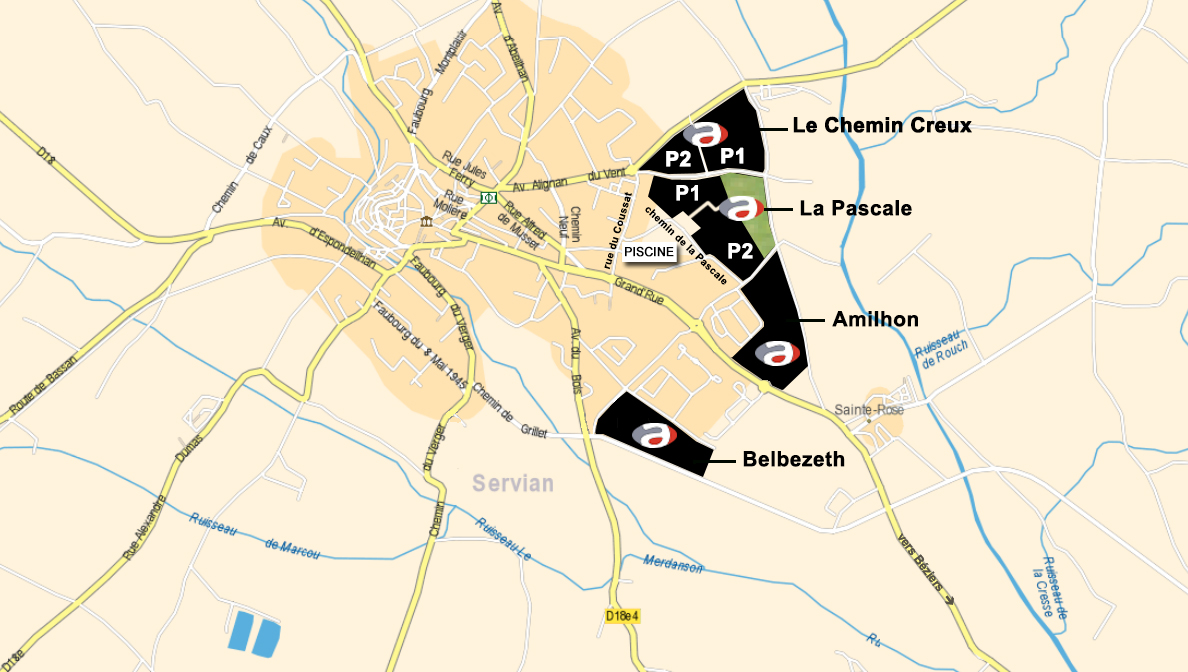 Av.
d'Abeilhan
Faubourg
Montplaisir
D18
Chemin
de Caux
Le Chemin Creux
P2
P1
Rue Jules
Ferry
Av. Alignan
du Vent
P1
La Pascale
Rue
Molière
Rue Alfred
de Musset
Chemin
Neuf
rue du Coussat
chemin de la Pascale
PISCINE
P2
Av.
d'Espondeilhan
Faubourg
du Verger
Grand'Rue
Amilhon
Faubourg du 8 Mai 1945
Av. du Bois
Ruisseau
de Rouch
Route de Bassan
Chemin de
Grillet
Sainte-Rose
Belbezeth
Rue Alexandre
Dumas
Chemin
du Verger
Servian
Ruisseau
de Marcou
Ruisseau Le
Merdanson
vers Béziers
Ruisseau de
la Cresse
D18e4
Ru
D18e